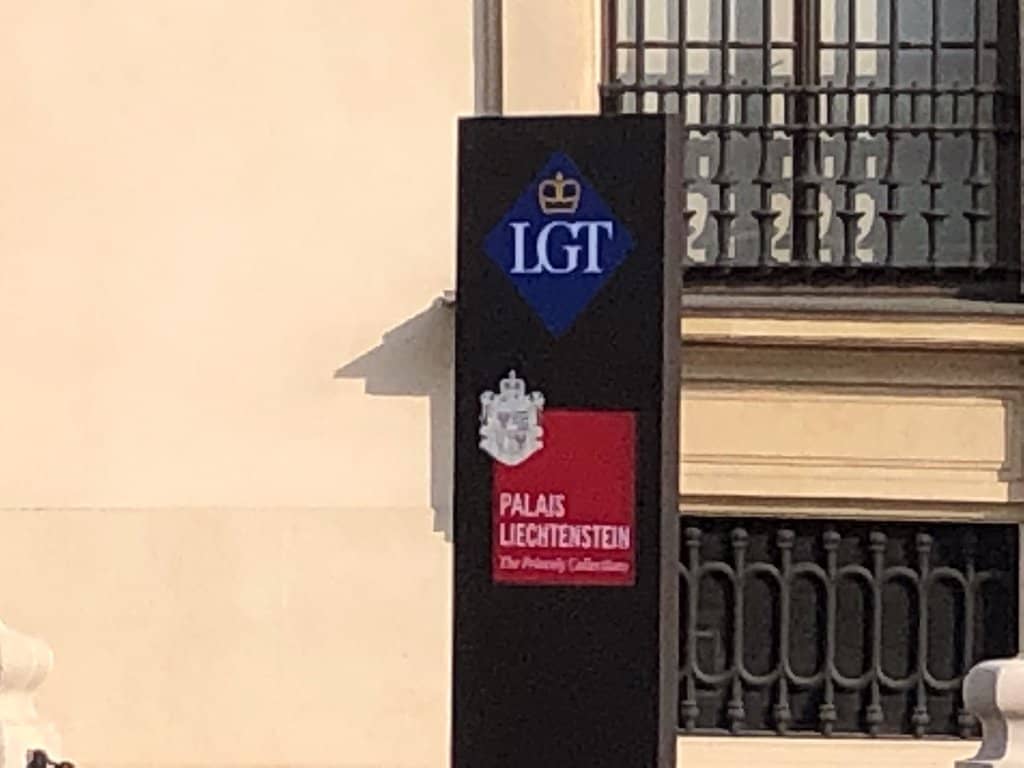 LGT
PALAIS
LIECHTENSTEIN
The Princely Collections